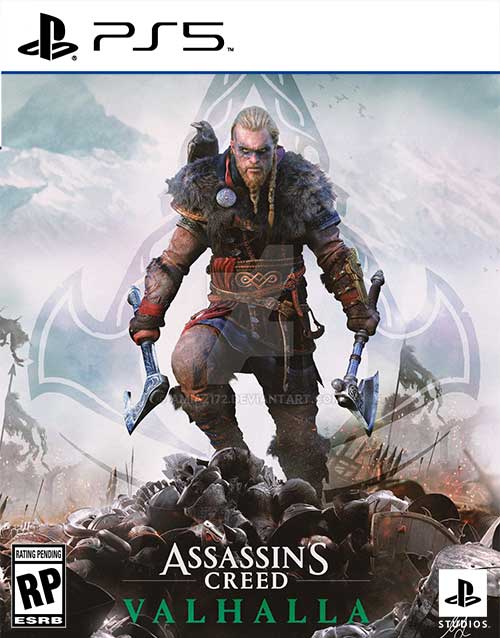 PS5
RATING PENDING
RP
ESRB
ASSASSIN'S
CREED
VALHALLA
STUDIOS